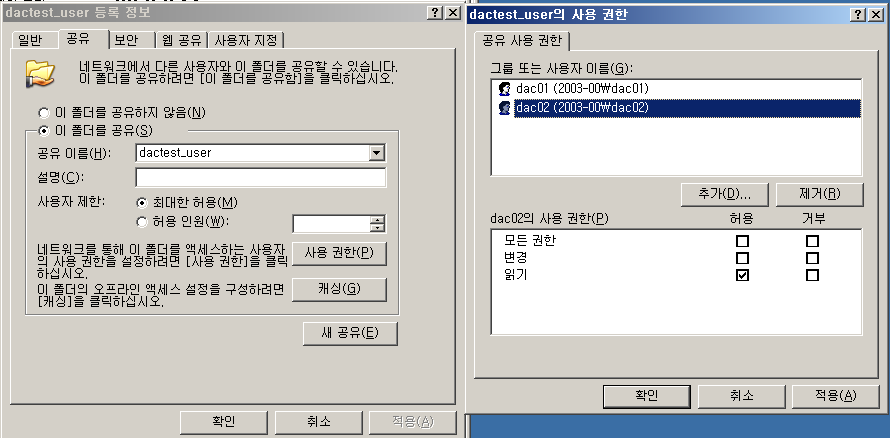 dactest_user 등록 정보
일반 공유 보안 웹 공유 사용자 지정
네트워크에서 다른 사용자와 이 폴더를 공유할 수 있습니다.
이 폴더를 공유하려면 [이 폴더를 공유함]을 클릭하십시오.
이 폴더를 공유하지 않음(N)
이 폴더를 공유(S)
공유 이름(H): dactest_user
설명(C):
사용자 제한: 최대한 허용(M)
허용 인원(W):
네트워크를 통해 이 폴더를 액세스하는 사용자
의 사용 권한을 설정하려면 [사용 권한]을 클릭
하십시오.
사용 권한(P)
이 폴더의 오프라인 액세스 설정을 구성하려면
[캐싱]을 클릭하십시오.
캐싱(G)
새 공유(E)
확인 취소 적용(A)
dactest_user의 사용 권한
공유 사용 권한
그룹 또는 사용자 이름(G):
dac01 (2003-00₩dac01)
dac02 (2003-00₩dac02)
추가(D)... 제거(R)
dac02의 사용 권한(P) 허용 거부
모든 권한
변경
읽기
확인 취소 적용(A)